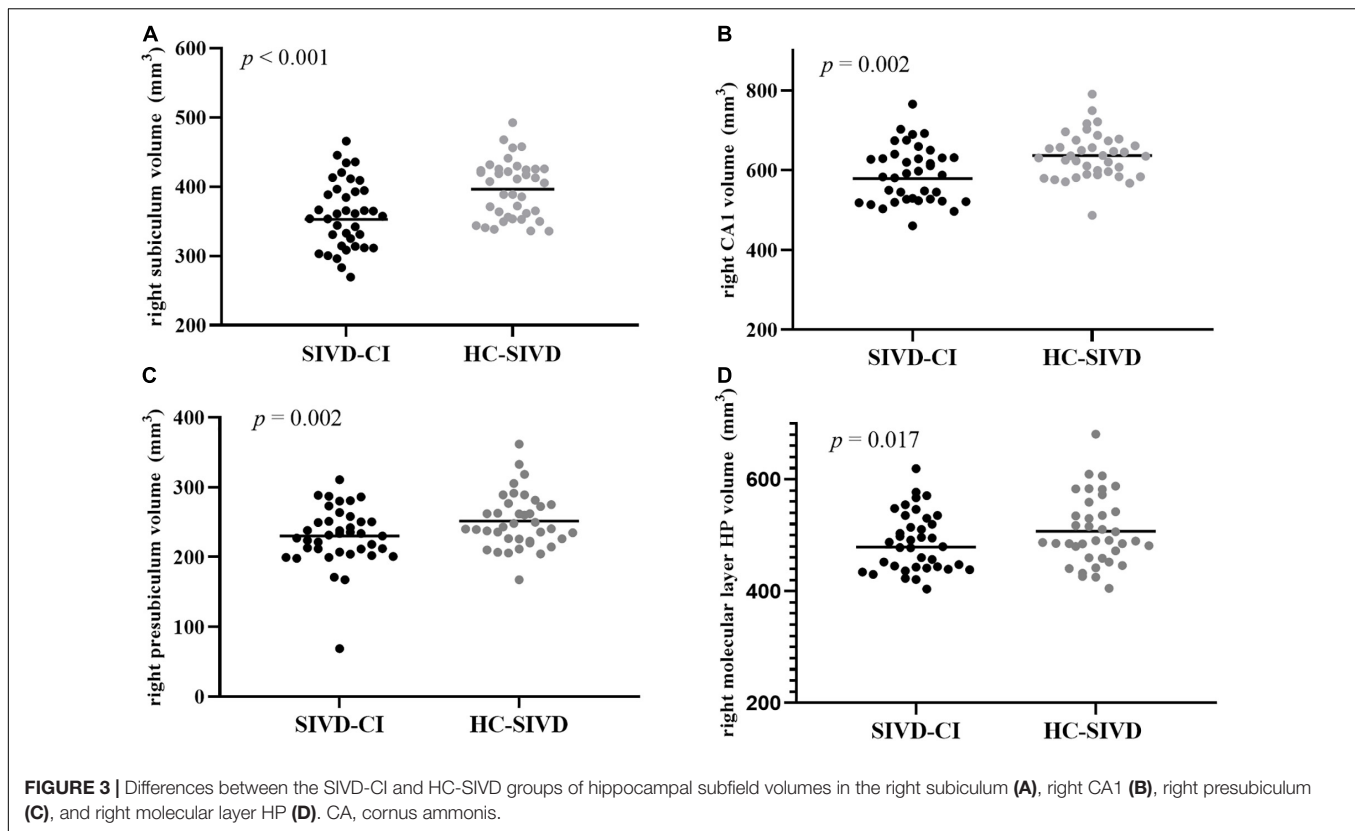 A
p < 0.001
right subiculum volume (mm³)
600
500
400
300
200
SIVD-CI HC-SIVD
B
p = 0.002
right CA1 volume (mm³)
800
600
400
200
SIVD-CI HC-SIVD
C
p = 0.002
right presubiculum volume (mm³)
400
300
200
100
0
SIVD-CI HC-SIVD
D
p = 0.017
right molecular layer HP volume (mm³)
600
400
200
SIVD-CI HC-SIVD
FIGURE 3 | Differences between the SIVD-CI and HC-SIVD groups of hippocampal subfield volumes in the right subiculum (A), right CA1 (B), right presubiculum
(C), and right molecular layer HP (D). CA, cornus ammonis.